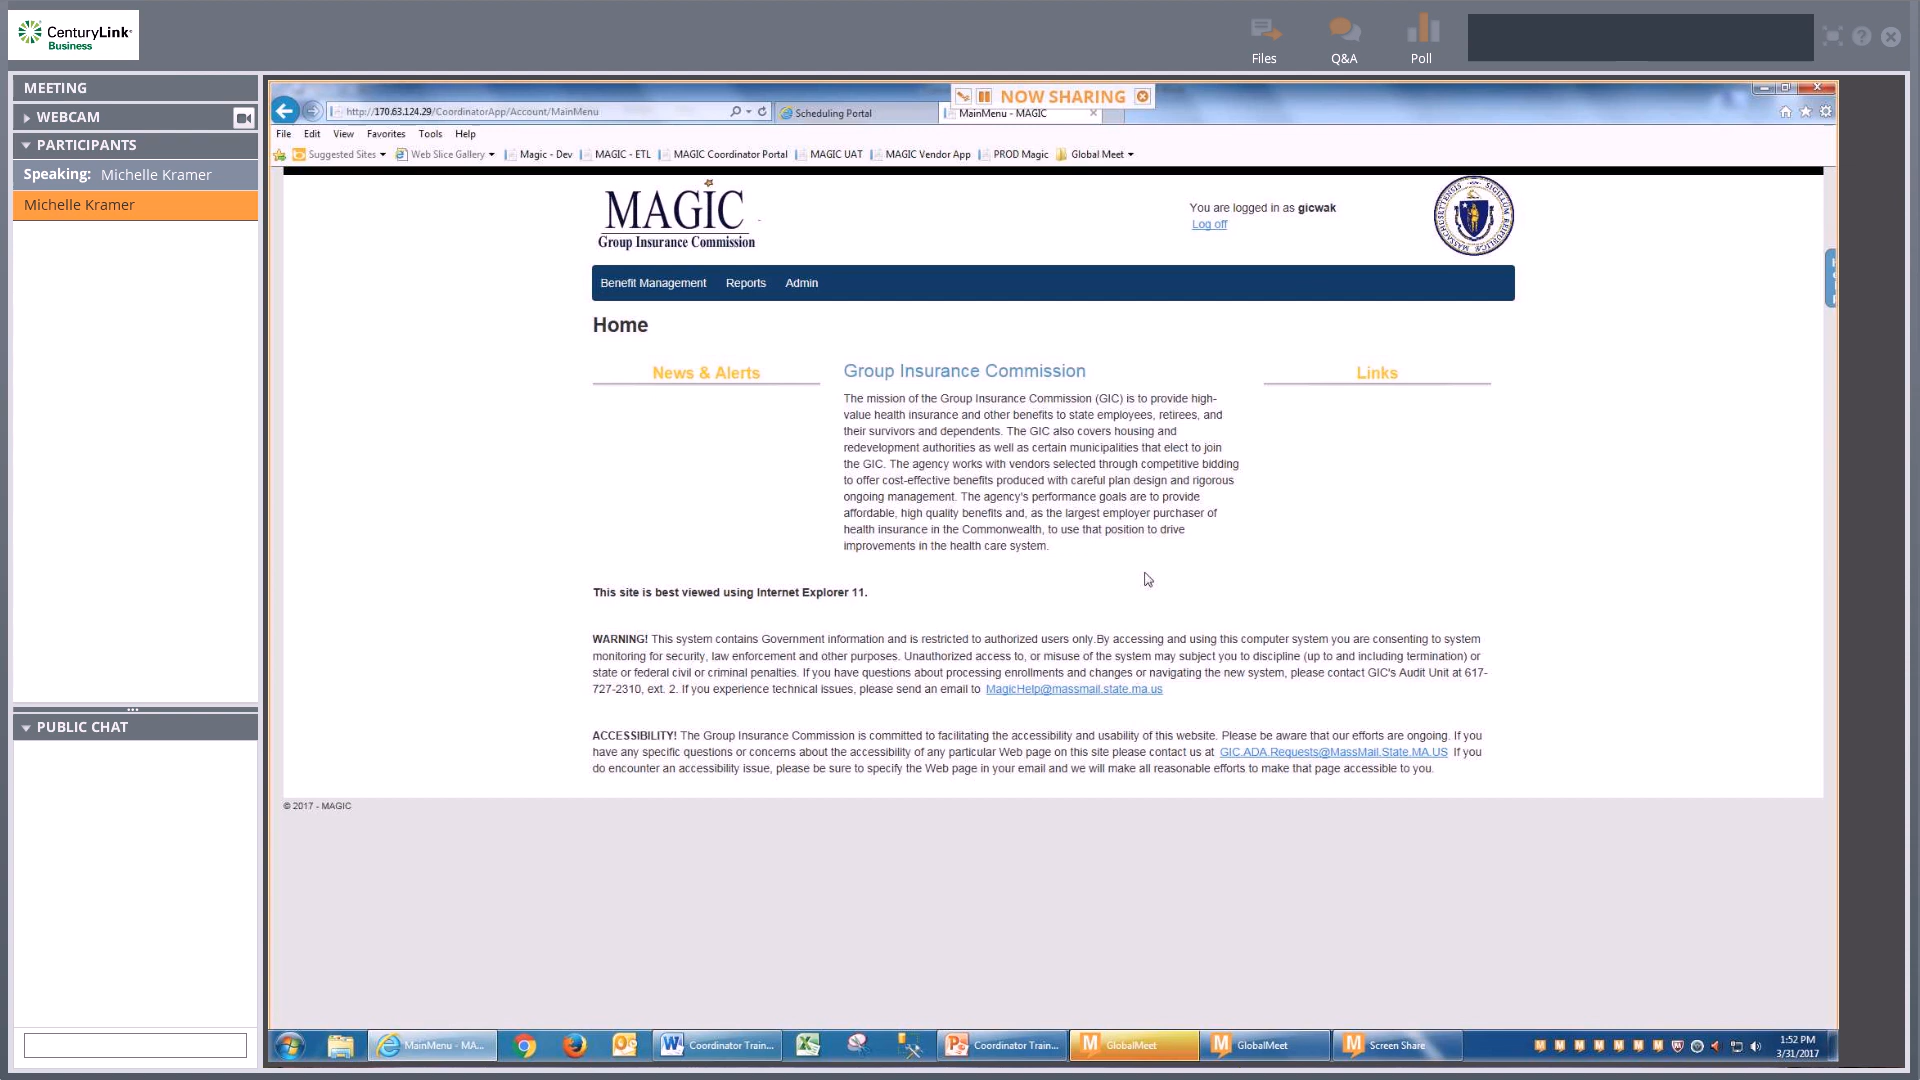 CenturyLink
Business
Files
Q&A
Poll
MEETING
WEBCAM
PARTICIPANTS
Speaking: Michelle Kramer
Michelle Kramer
PUBLIC CHAT
NOW SHARING
http://170.63.124.29/CoordinatorApp/Account/MainMenu
Scheduling Portal
MainMenu - MAGIC
File Edit View Favorites Tools Help
Suggested Sites Web Slice Gallery Magic - Dev MAGIC - ETL MAGIC Coordinator Portal MAGIC UAT MAGIC Vendor App PROD Magic Global Meet
MAGIC
Group Insurance Commission
You are logged in as gicwak
Log off
Benefit Management Reports Admin
Home
News & Alerts
Group Insurance Commission
Links
The mission of the Group Insurance Commission (GIC) is to provide high-
value health insurance and other benefits to state employees, retirees, and
their survivors and dependents. The GIC also covers housing and
redevelopment authorities as well as certain municipalities that elect to join
the GIC. The agency works with vendors selected through competitive bidding
to offer cost-effective benefits produced with careful plan design and rigorous
ongoing management. The agency's performance goals are to provide
affordable, high quality benefits and, as the largest employer purchaser of
health insurance in the Commonwealth, to use that position to drive
improvements in the health care system.
This site is best viewed using Internet Explorer 11.
WARNING! This system contains Government information and is restricted to authorized users only.By accessing and using this computer system you are consenting to system
monitoring for security, law enforcement and other purposes. Unauthorized access to, or misuse of the system may subject you to discipline (up to and including termination) or
state or federal civil or criminal penalties. If you have questions about processing enrollments and changes or navigating the new system, please contact GIC's Audit Unit at 617-
727-2310, ext. 2. If you experience technical issues, please send an email to MagicHelp@massmail.state.ma.us
ACCESSIBILITY! The Group Insurance Commission is committed to facilitating the accessibility and usability of this website. Please be aware that our efforts are ongoing. If you
have any specific questions or concerns about the accessibility of any particular Web page on this site please contact us at GIC.ADA.Requests@MassMail.State.MA.US If you
do encounter an accessibility issue, please be sure to specify the Web page in your email and we will make all reasonable efforts to make that page accessible to you.
© 2017 - MAGIC
MainMenu - MA...
Coordinator Train...
Coordinator Train...
GlobalMeet
GlobalMeet
Screen Share
1:52 PM
3/31/2017